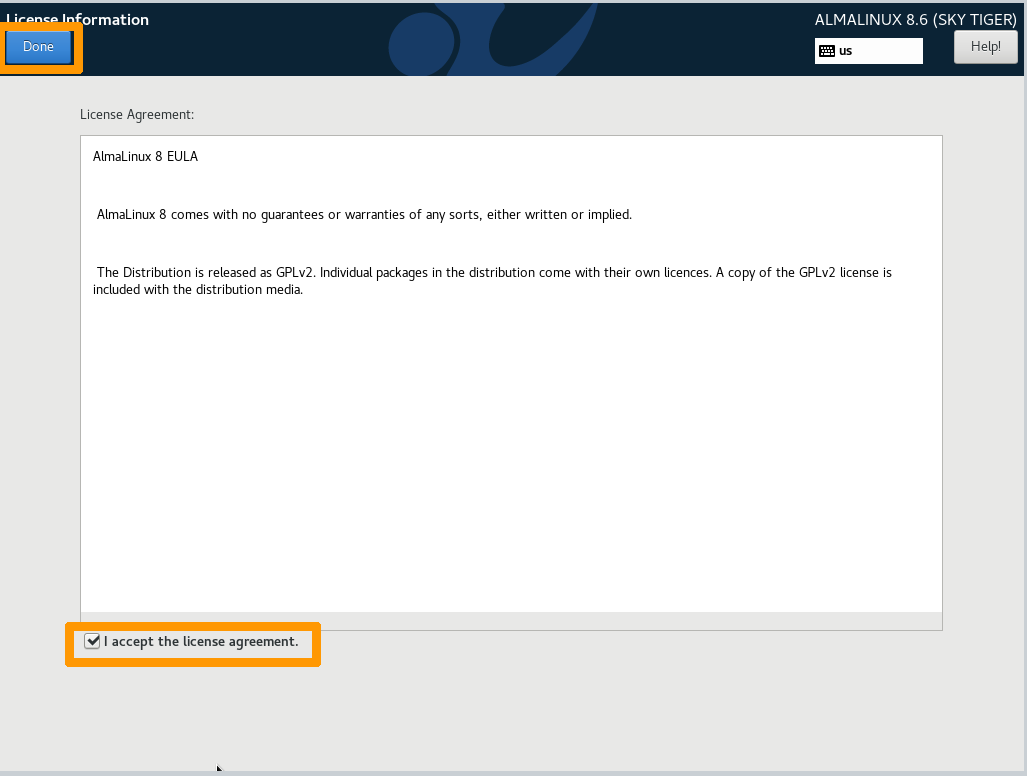 License Information
ALMALINUX 8.6 (SKY TIGER)
Done
us
Help!
License Agreement:
AlmaLinux 8 EULA
AlmaLinux 8 comes with no guarantees or warranties of any sorts, either written or implied.
The Distribution is released as GPLv2. Individual packages in the distribution come with their own licences. A copy of the GPLv2 license is
included with the distribution media.
I accept the license agreement.